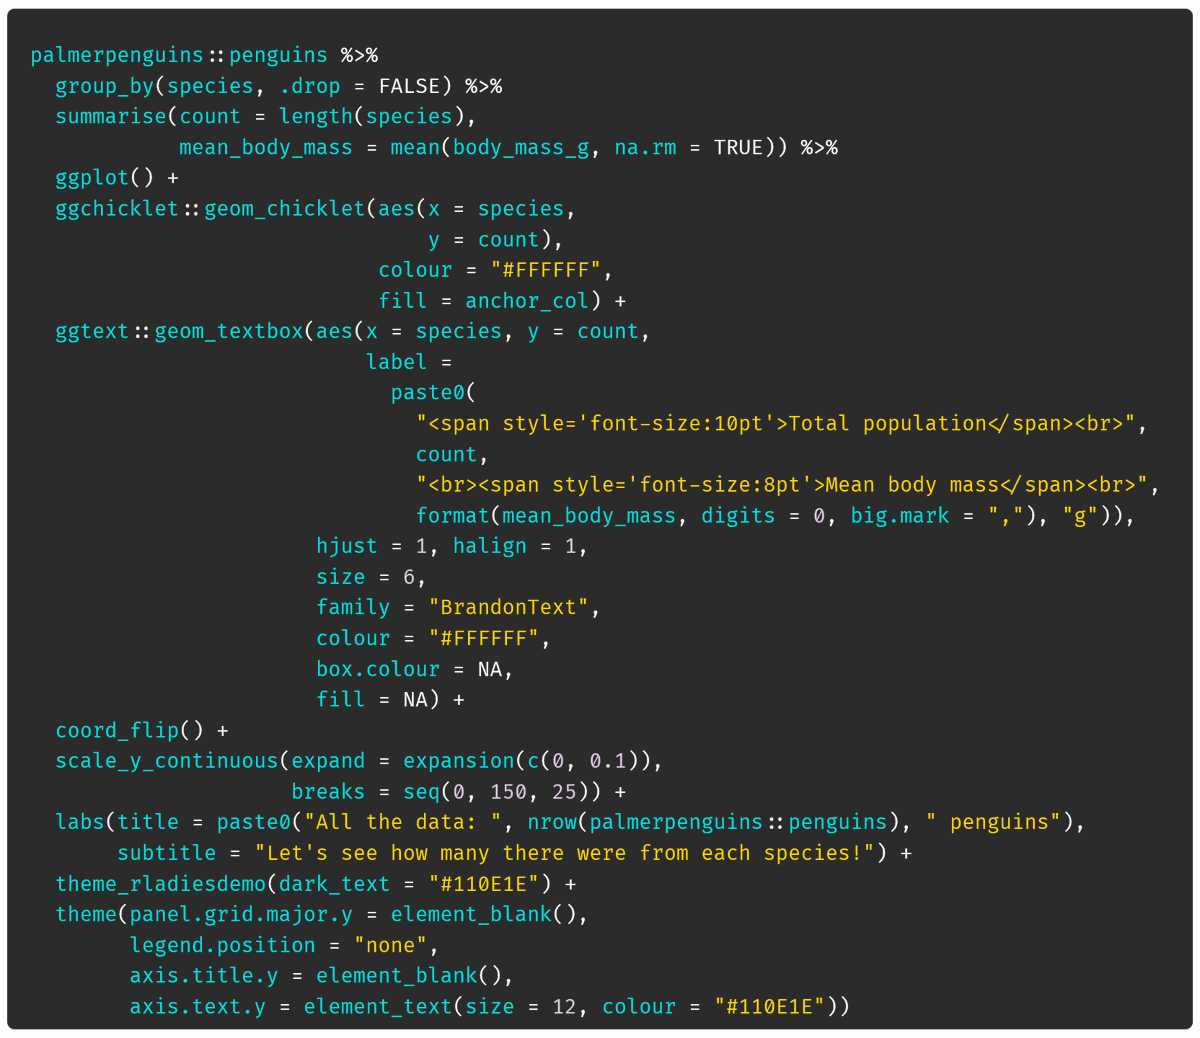 palmerpenguins::penguins %>%
  group_by(species, .drop = FALSE) %>%
  summarise(count = length(species),
            mean_body_mass = mean(body_mass_g, na.rm = TRUE)) %>%
  ggplot() +
  ggchicklet::geom_chicklet(aes(x = species,
                                y = count),
                            colour = "#FFFFFF",
                            fill = anchor_col) +
  ggtext::geom_textbox(aes(x = species, y = count,
                           label =
                             paste0(
                               "<span style='font-size:10pt'>Total population</span><br>",
                               count,
                               "<br><span style='font-size:8pt'>Mean body mass</span><br>",
                               format(mean_body_mass, digits = 0, big.mark = ","), "g")),
                       hjust = 1, halign = 1,
                       size = 6,
                       family = "BrandonText",
                       colour = "#FFFFFF",
                       box.colour = NA,
                       fill = NA) +
  coord_flip() +
  scale_y_continuous(expand = expansion(c(0, 0.1)),
                     breaks = seq(0, 150, 25)) +
  labs(title = paste0("All the data: ", nrow(palmerpenguins::penguins), " penguins"),
       subtitle = "Let's see how many there were from each species!") +
  theme_rladiesdemo(dark_text = "#110E1E") +
  theme(panel.grid.major.y = element_blank(),
        legend.position = "none",
        axis.title.y = element_blank(),
        axis.text.y = element_text(size = 12, colour = "#110E1E"))